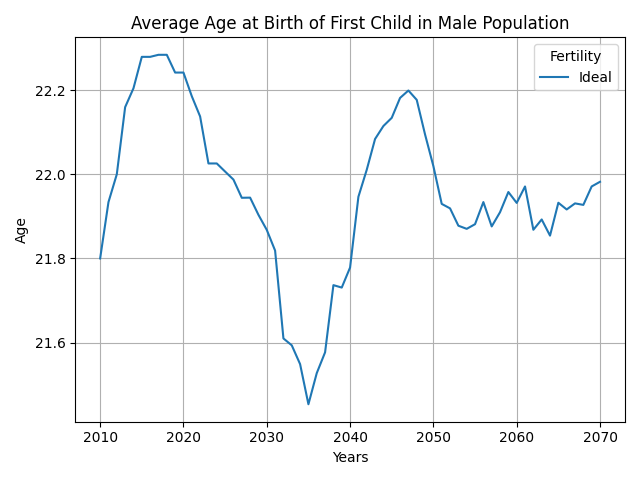 Average Age at Birth of First Child in Male Population
Fertility
Ideal
Age
22.2
22.0
21.8
21.6
2010 2020 2030 2040 2050 2060 2070
Years